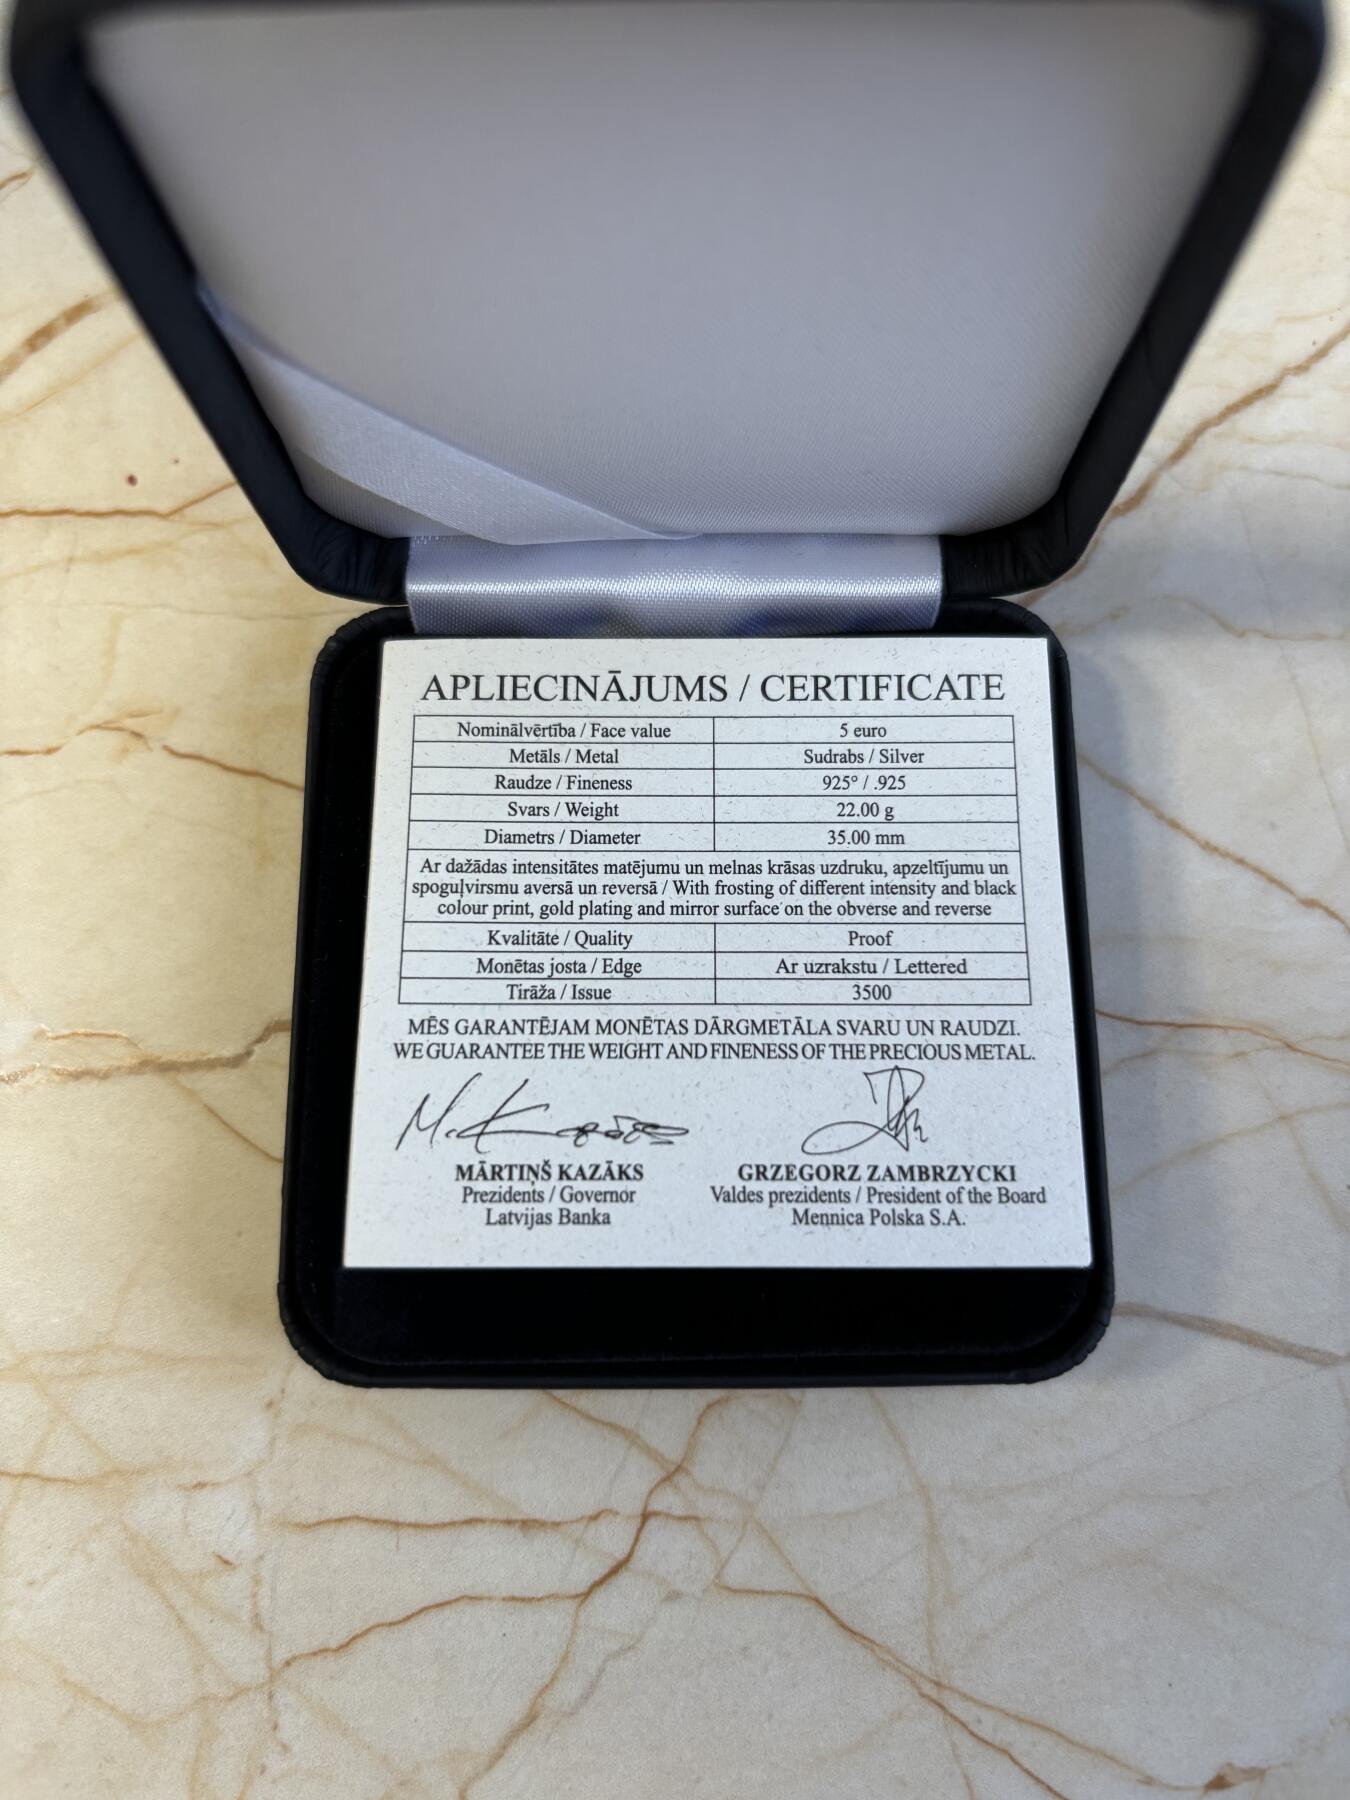 APLIECINĀJUMS / CERTIFICATE
Nominālvērtība / Face value 5 euro
Metāls / Metal Sudrabs / Silver
Raudze / Fineness 925° / .925
Svars / Weight 22.00 g
Diametrs / Diameter 35.00 mm
Ar dažādas intensitātes matējumu un melnas krāsas uzdruku, apzeltījumu un
spoguļvirsmu aversā un reversā / With frosting of different intensity and black
colour print, gold plating and mirror surface on the obverse and reverse
Kvalitāte / Quality Proof
Monētas josta / Edge Ar uzrakstu / Lettered
Tirāža / Issue 3500
MĒS GARANTĒJAM MONĒTAS DĀRGMETĀLA SVARU UN RAUDZI.
WE GUARANTEE THE WEIGHT AND FINENESS OF THE PRECIOUS METAL.
MĀRTIŅŠ KAZĀKS GRZEGORZ ZAMBRZYCKI
Prezidents / Governor Valdes prezidents / President of the Board
Latvijas Banka Mennica Polska S.A.